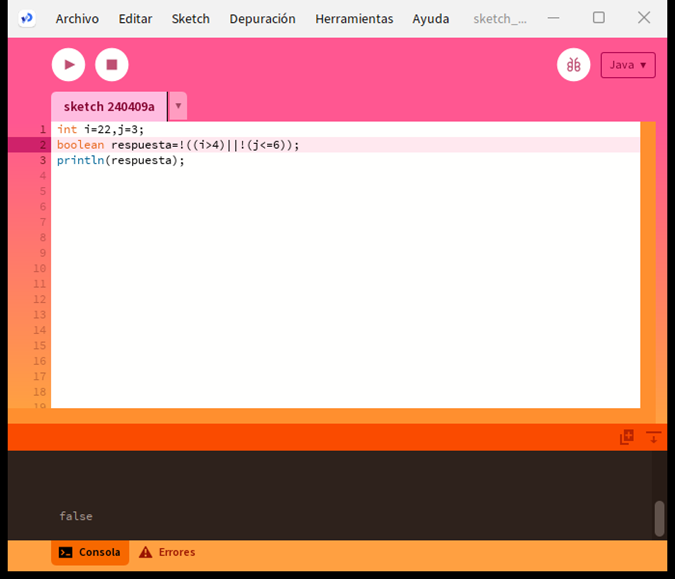 Archivo Editar Sketch Depuración Herramientas Ayuda sketch_...
Java ▾
sketch 240409a ▾
1 int i=22,j=3;
2 boolean respuesta=!((i>4)||!(j<=6));
3 println(respuesta);
4
5
6
7
8
9
10
11
12
13
14
15
16
17
18
19
false
Consola Errores